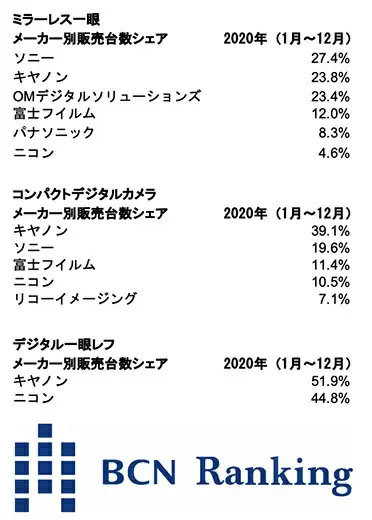 ミラーレス一眼
メーカー別販売台数シェア 2020年（1月〜12月）
ソニー 27.4%
キヤノン 23.8%
OMデジタルソリューションズ 23.4%
富士フイルム 12.0%
パナソニック 8.3%
ニコン 4.6%
コンパクトデジタルカメラ
メーカー別販売台数シェア 2020年（1月〜12月）
キヤノン 39.1%
ソニー 19.6%
富士フイルム 11.4%
ニコン 10.5%
リコーイメージング 7.1%
デジタル一眼レフ
メーカー別販売台数シェア 2020年（1月〜12月）
キヤノン 51.9%
ニコン 44.8%
BCN Ranking